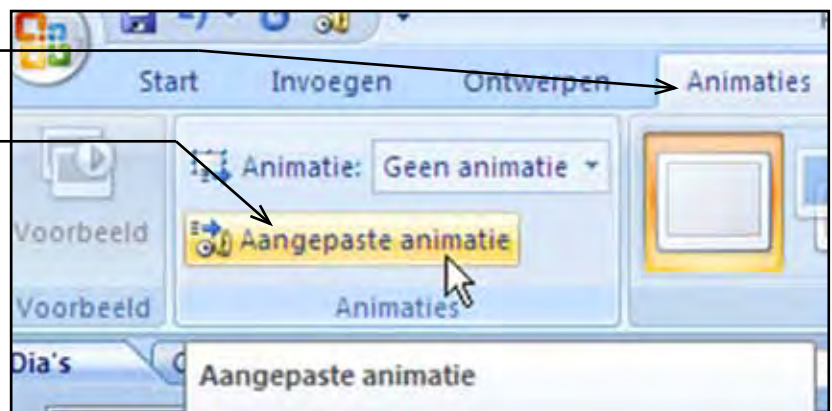 Start Invoegen Ontwerpen Animaties
Animatie: Geen animatie
Voorbeeld Aangepaste animatie
Voorbeeld Animaties
Dia's
Aangepaste animatie